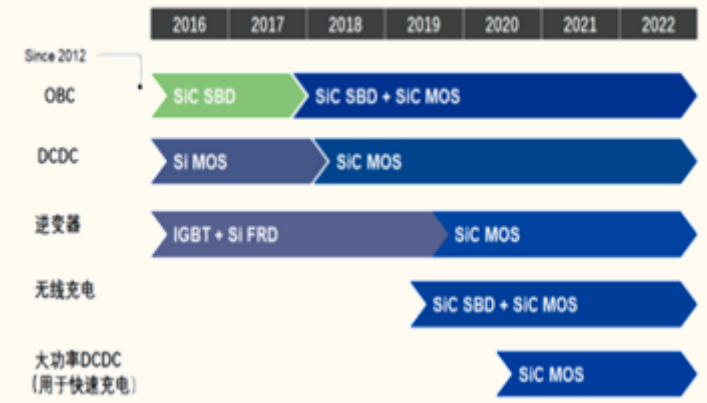 2016 2017 2018 2019 2020 2021 2022
Since 2012
OBC SiC SBD SiC SBD + SiC MOS
DCDC Si MOS SiC MOS
逆变器 IGBT + Si FRD SiC MOS
无线充电 SiC SBD + SiC MOS
大功率DCDC
(用于快速充电) SiC MOS